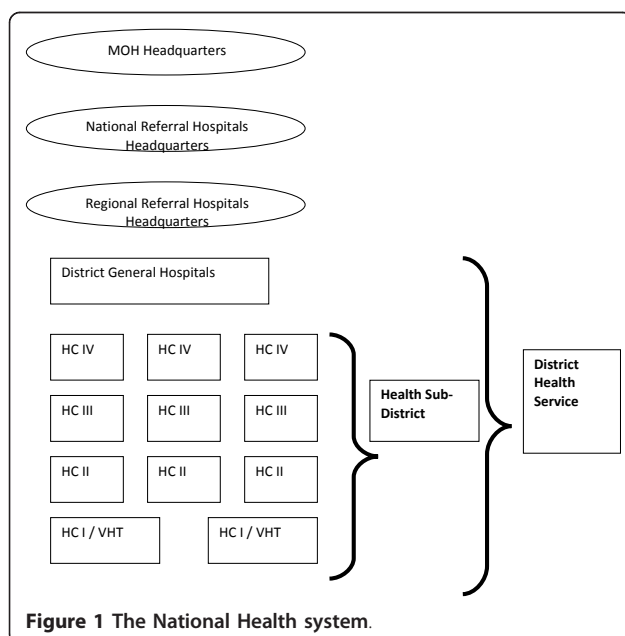 MOH Headquarters
National Referral Hospitals
Headquarters
Regional Referral Hospitals
Headquarters
District General Hospitals
HC IV
HC IV
HC IV
HC III
HC III
HC III
HC II
HC II
HC II
HC I / VHT
HC I / VHT
Health Sub-
District
District
Health
Service
Figure 1 The National Health system.